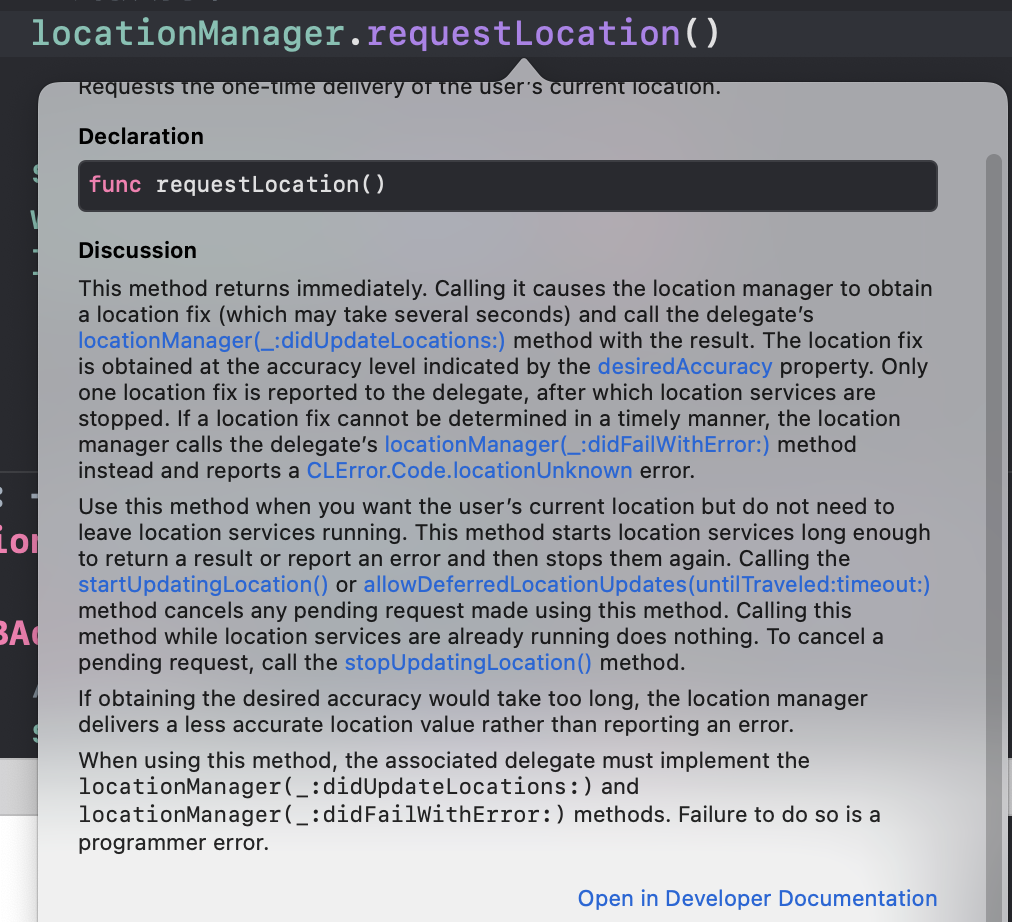 locationManager.requestLocation()
Requests the one-time delivery of the user's current location.
Declaration
func requestLocation()
Discussion
This method returns immediately. Calling it causes the location manager to obtain
a location fix (which may take several seconds) and call the delegate’s
locationManager(_:didUpdateLocations:) method with the result. The location fix
is obtained at the accuracy level indicated by the desiredAccuracy property. Only
one location fix is reported to the delegate, after which location services are
stopped. If a location fix cannot be determined in a timely manner, the location
manager calls the delegate’s locationManager(_:didFailWithError:) method
instead and reports a CLError.Code.locationUnknown error.
Use this method when you want the user’s current location but do not need to
leave location services running. This method starts location services long enough
to return a result or report an error and then stops them again. Calling the
startUpdatingLocation() or allowDeferredLocationUpdates(untilTraveled:timeout:)
method cancels any pending request made using this method. Calling this
method while location services are already running does nothing. To cancel a
pending request, call the stopUpdatingLocation() method.
If obtaining the desired accuracy would take too long, the location manager
delivers a less accurate location value rather than reporting an error.
When using this method, the associated delegate must implement the
locationManager(_:didUpdateLocations:) and
locationManager(_:didFailWithError:) methods. Failure to do so is a
programmer error.
Open in Developer Documentation